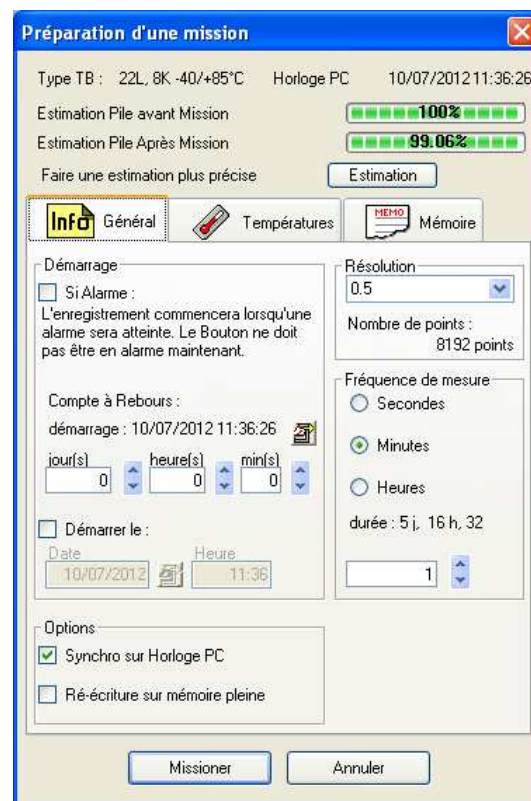 Préparation d'une mission
Type TB : 22L, 8K -40/+85°C Horloge PC 10/07/2012 11:36:26
Estimation Pile avant Mission 100%
Estimation Pile Après Mission 99.06%
Faire une estimation plus précise Estimation
Info Général Températures MEMO Mémoire
Démarrage
Si Alarme :
L'enregistrement commencera lorsqu'une
alarme sera atteinte. Le Bouton ne doit
pas être en alarme maintenant.
Compte à Rebours :
démarrage : 10/07/2012 11:36:26
jour(s) heure(s) min(s)
0 0 0
Démarrer le :
Date Heure
10/07/2012 11:36
Résolution
0.5
Nombre de points :
8192 points
Fréquence de mesure
Secondes
Minutes
Heures
durée : 5 j, 16 h, 32
1
Options
Synchro sur Horloge PC
Ré-écriture sur mémoire pleine
Missioner Annuler